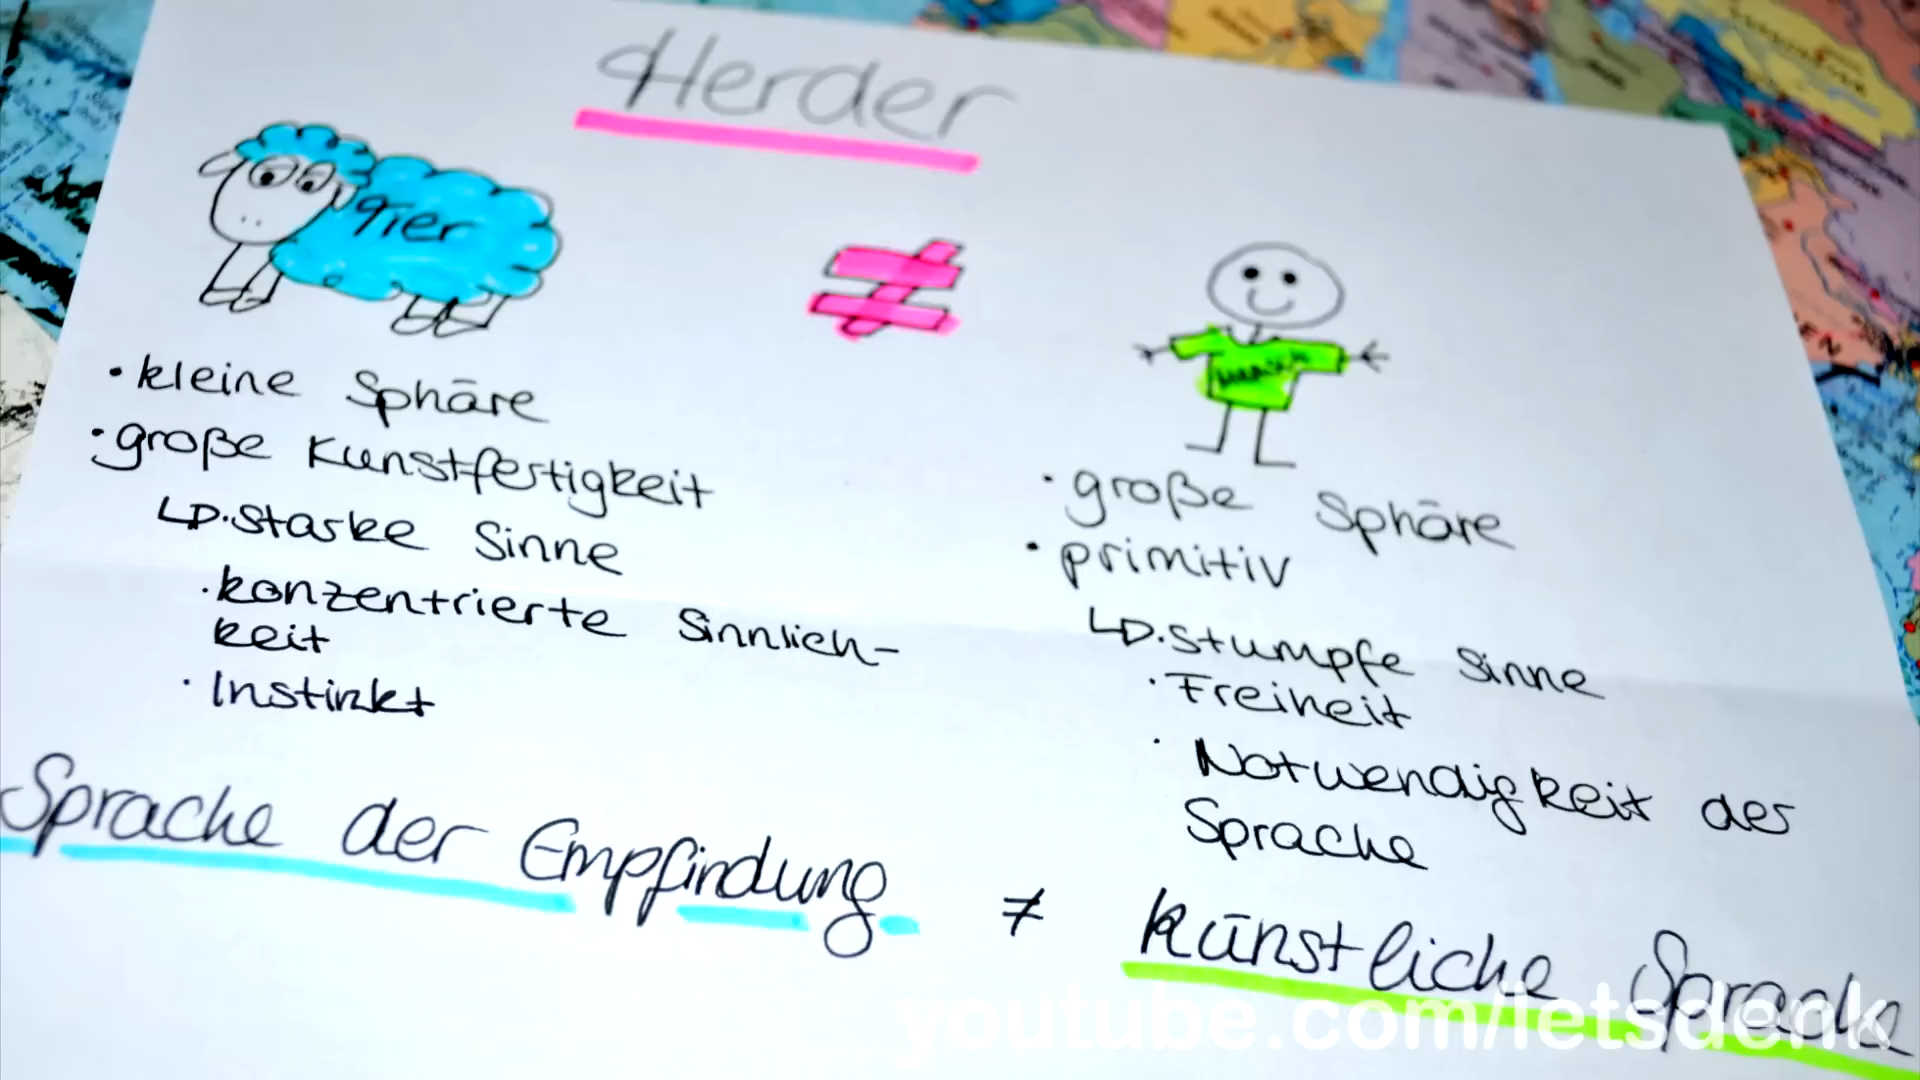 Herder
Tier
≠
Mensch
• kleine Sphäre
• große Kunstfertigkeit
↳ • starke Sinne
• konzentrierte Sinnlich-
keit
• Instinkt
• große Sphäre
• primitiv
↳ • stumpfe Sinne
• Freiheit
• Notwendigkeit der
Sprache
Sprache der Empfindung ≠ künstliche Sprache
youtube.com/letsdenk